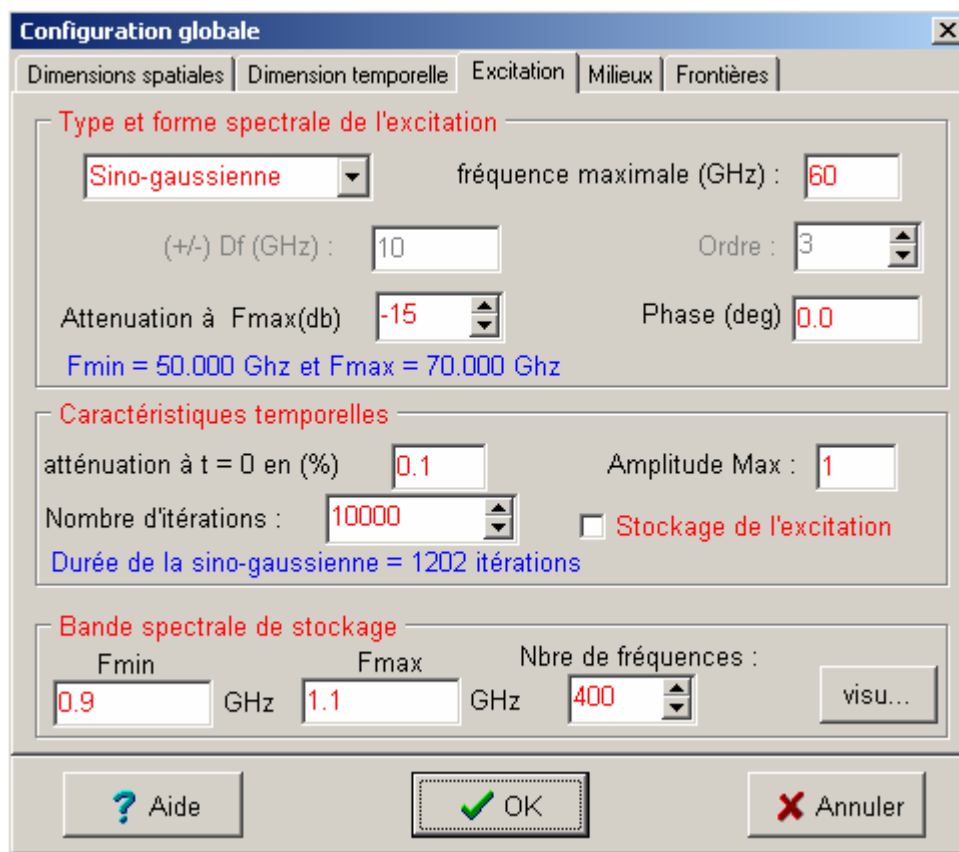 Configuration globale
Dimensions spatiales Dimension temporelle Excitation Milieux Frontières
Type et forme spectrale de l'excitation
Sino-gaussienne fréquence maximale (GHz) : 60
(+/-) Df (GHz) : 10 Ordre : 3
Attenuation à Fmax(db) -15 Phase (deg) 0.0
Fmin = 50.000 Ghz et Fmax = 70.000 Ghz
Caractéristiques temporelles
atténuation à t = 0 en (%) 0.1 Amplitude Max : 1
Nombre d'itérations : 10000 Stockage de l'excitation
Durée de la sino-gaussienne = 1202 itérations
Bande spectrale de stockage
Fmin Fmax Nbre de fréquences :
0.9 GHz 1.1 GHz 400 visu...
? Aide OK Annuler